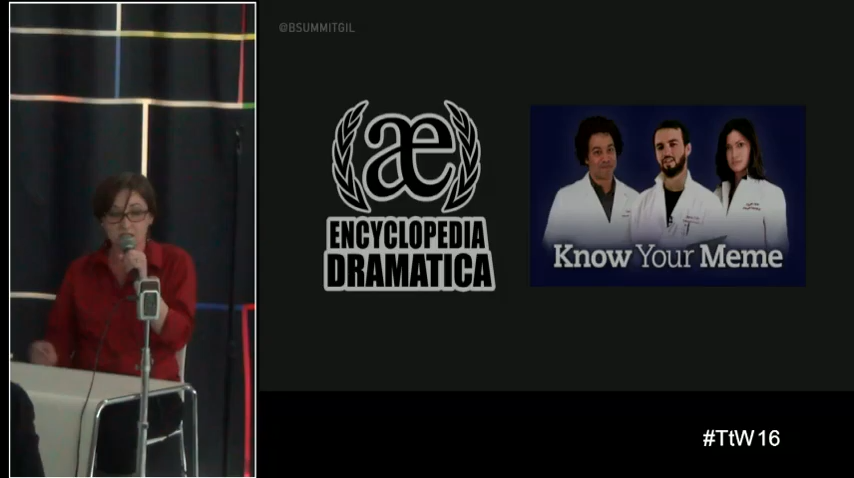 @BSUMMITGIL
æ
ENCYCLOPEDIA
DRAMATICA
Know Your Meme
#TtW16